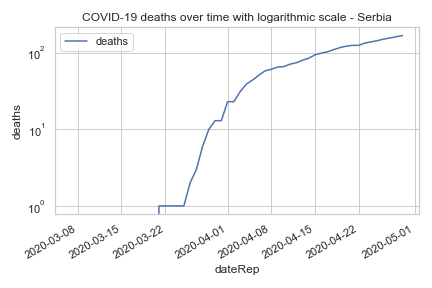 COVID-19 deaths over time with logarithmic scale - Serbia
deaths
10²
10¹
10⁰
deaths
2020-03-08
2020-03-15
2020-03-22
2020-04-01
2020-04-08
2020-04-15
2020-04-22
2020-05-01
dateRep